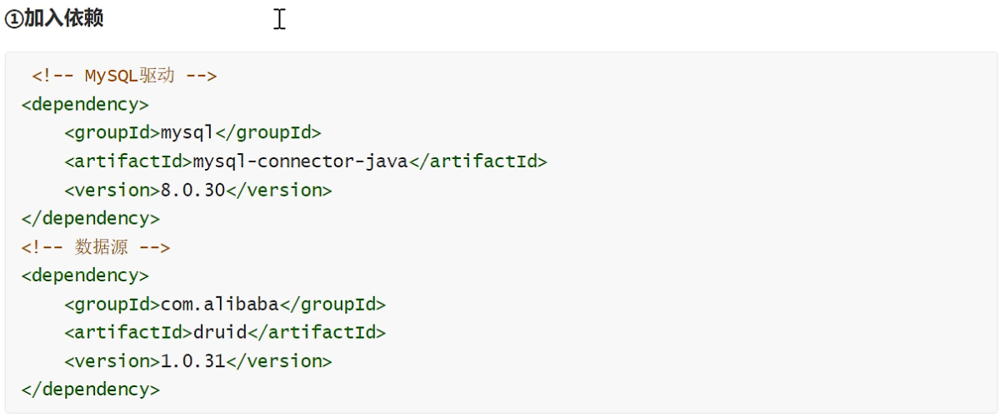 ①加入依赖
<!-- MySQL驱动 -->
<dependency>
    <groupId>mysql</groupId>
    <artifactId>mysql-connector-java</artifactId>
    <version>8.0.30</version>
</dependency>
<!-- 数据源 -->
<dependency>
    <groupId>com.alibaba</groupId>
    <artifactId>druid</artifactId>
    <version>1.0.31</version>
</dependency>